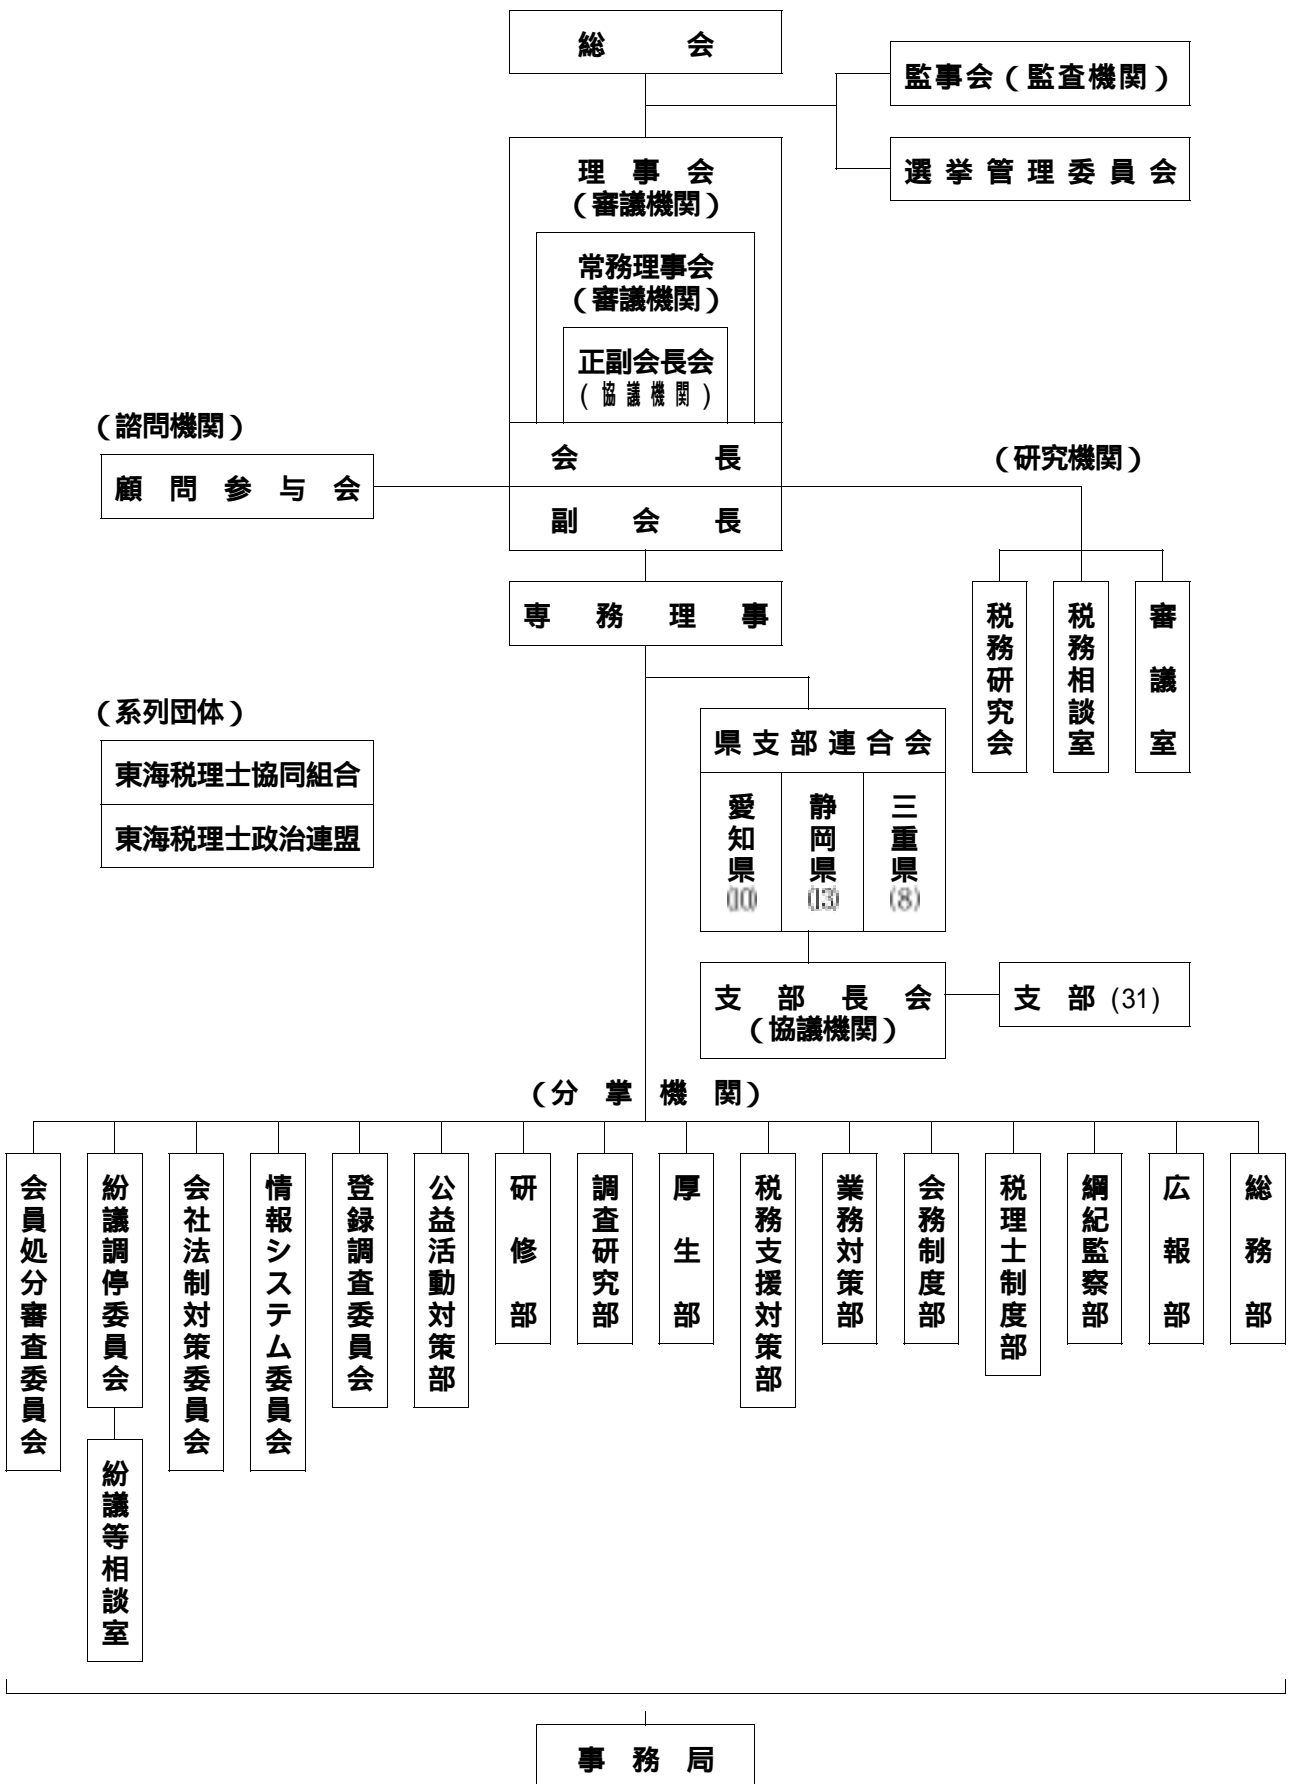 総会
監事会(監査機関)
選挙管理委員会
理事会
(審議機関)
常務理事会
(審議機関)
正副会長会
(協議機関)
会長
副会長
(諮問機関)
顧問参与会
(研究機関)
税務研究会
税務相談室
審議室
専務理事
(系列団体)
東海税理士協同組合
東海税理士政治連盟
県支部連合会
愛知県
(10)
静岡県
(13)
三重県
(8)
支部長会
(協議機関)
支部(31)
(分掌機関)
会員処分審査委員会
紛議調停委員会
会社法制対策委員会
情報システム委員会
登録調査委員会
公益活動対策部
研修部
調査研究部
厚生部
税務支援対策部
業務対策部
会務制度部
税理士制度部
綱紀監察部
広報部
総務部
紛議等相談室
事務局